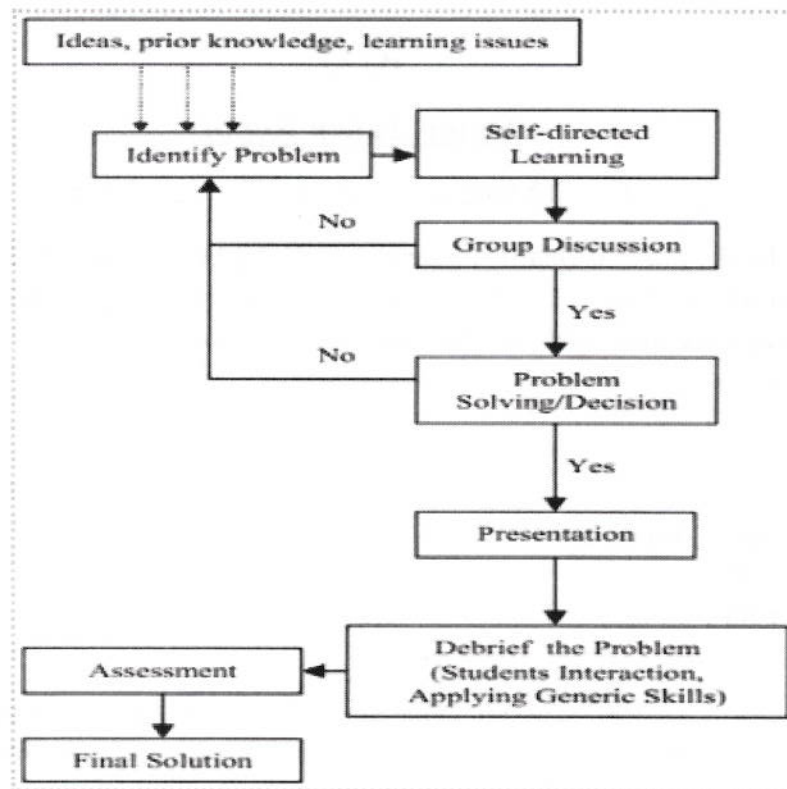 Ideas, prior knowledge, learning issues
Identify Problem
Self-directed
Learning
No
Group Discussion
Yes
No
Problem
Solving/Decision
Yes
Presentation
Debrief the Problem
(Students Interaction,
Applying Generic Skills)
Assessment
Final Solution